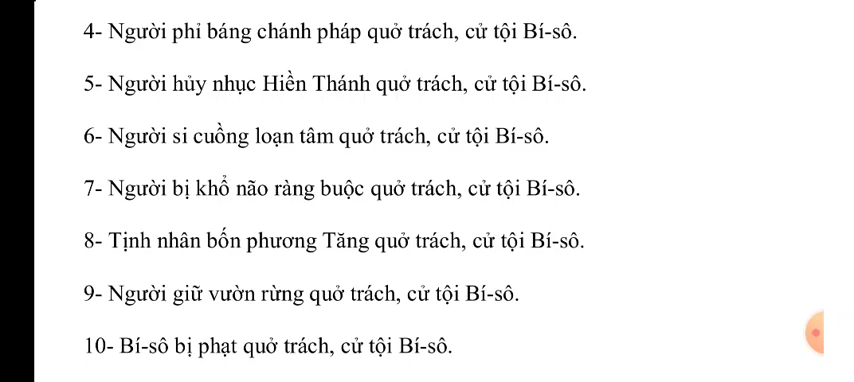 4- Người phỉ báng chánh pháp quở trách, cử tội Bí-sô.
5- Người hủy nhục Hiền Thánh quở trách, cử tội Bí-sô.
6- Người si cuồng loạn tâm quở trách, cử tội Bí-sô.
7- Người bị khổ não ràng buộc quở trách, cử tội Bí-sô.
8- Tịnh nhân bốn phương Tăng quở trách, cử tội Bí-sô.
9- Người giữ vườn rừng quở trách, cử tội Bí-sô.
10- Bí-sô bị phạt quở trách, cử tội Bí-sô.